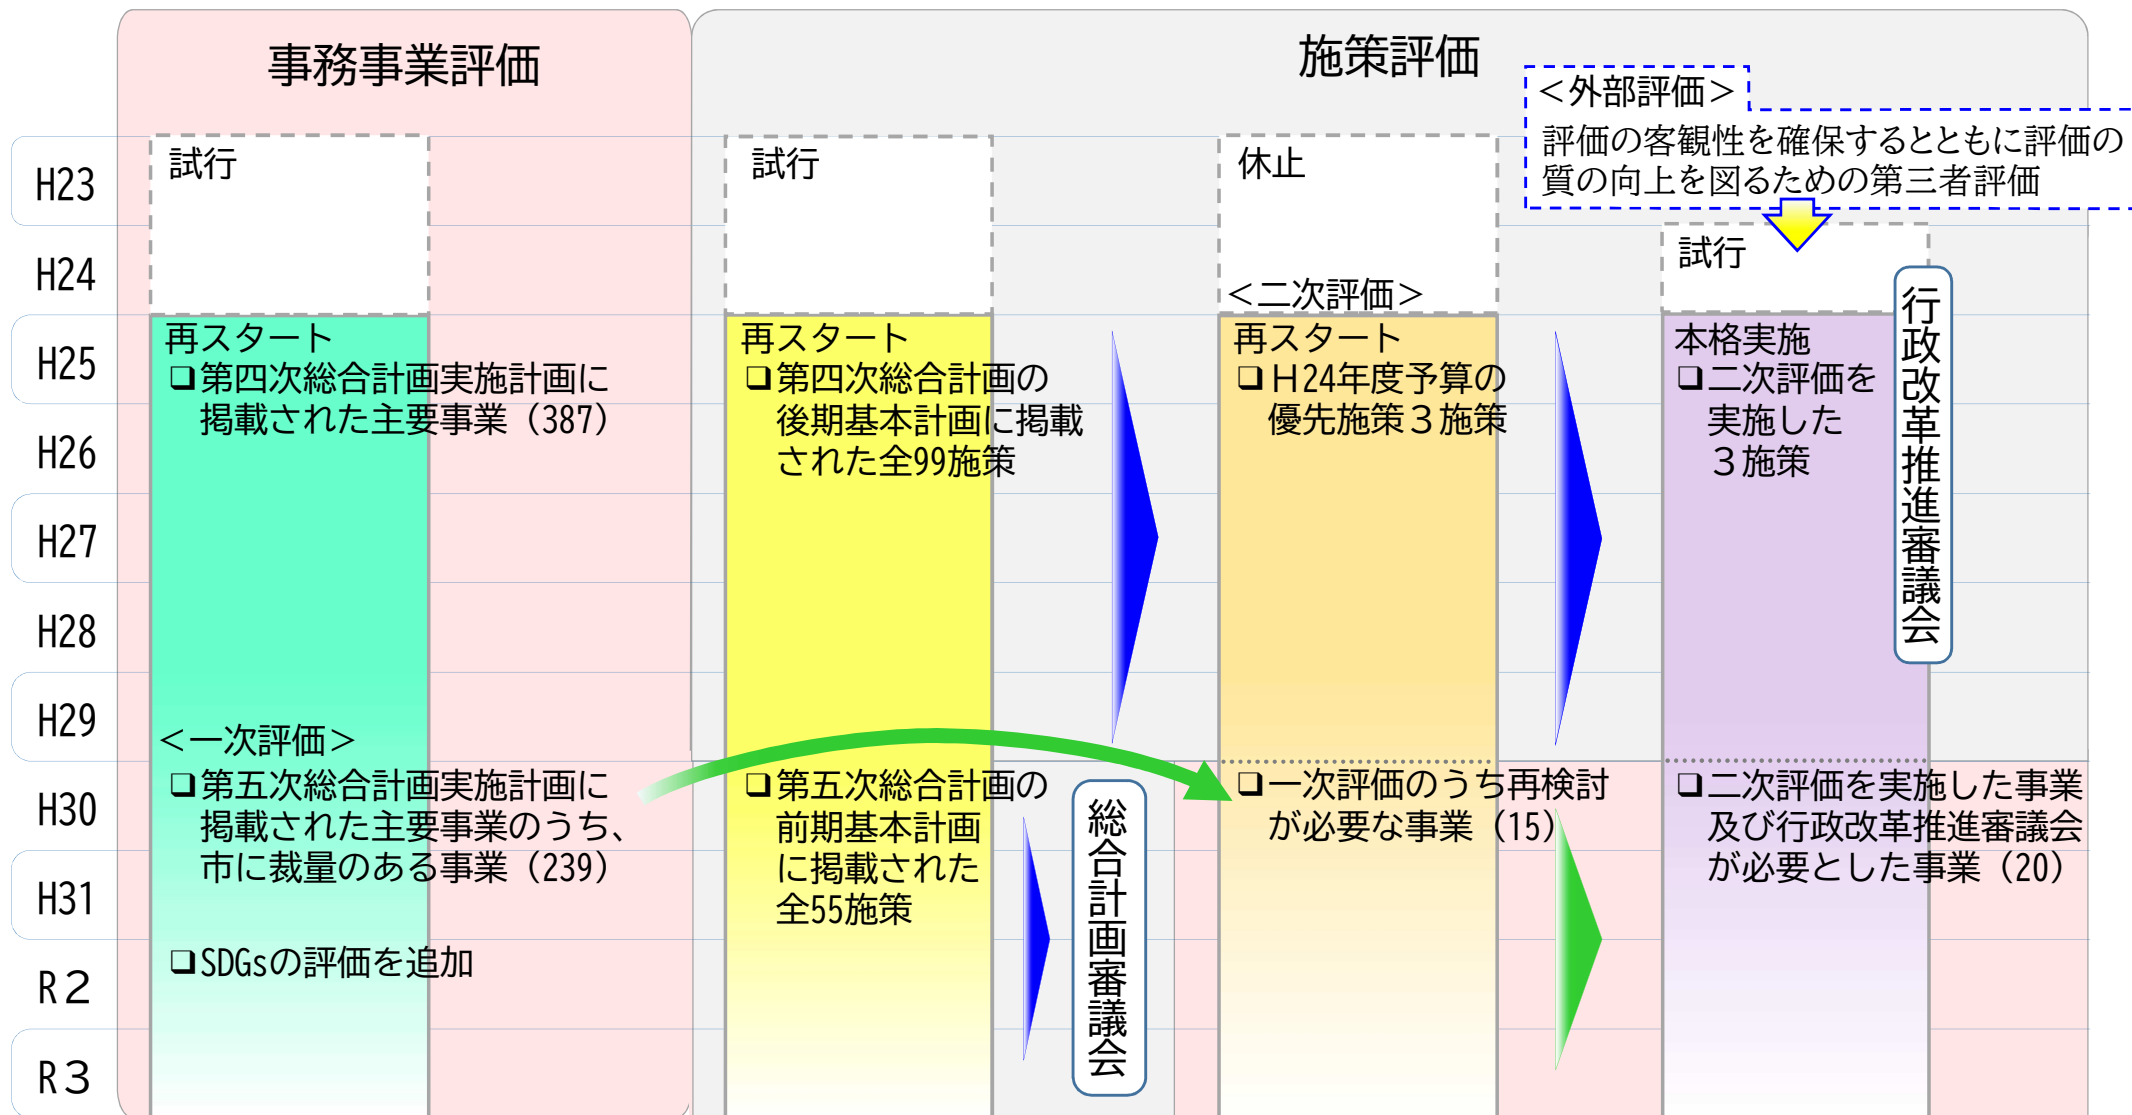 事務事業評価
施策評価
＜外部評価＞
評価の客観性を確保するとともに評価の
質の向上を図るための第三者評価
H23
H24
H25
H26
H27
H28
H29
H30
H31
R２
R３
試行
再スタート
❑第四次総合計画実施計画に
掲載された主要事業（387）
＜一次評価＞
❑第五次総合計画実施計画に
掲載された主要事業のうち、
市に裁量のある事業（239）
❑SDGsの評価を追加
試行
再スタート
❑第四次総合計画の
後期基本計画に掲載
された全99施策
❑第五次総合計画の
前期基本計画
に掲載された
全55施策
総合計画審議会
休止
＜二次評価＞
再スタート
❑Ｈ24年度予算の
優先施策３施策
❑一次評価のうち再検討
が必要な事業（15）
試行
本格実施
❑二次評価を
実施した
３施策
行政改革推進審議会
❑二次評価を実施した事業
及び行政改革推進審議会
が必要とした事業（20）